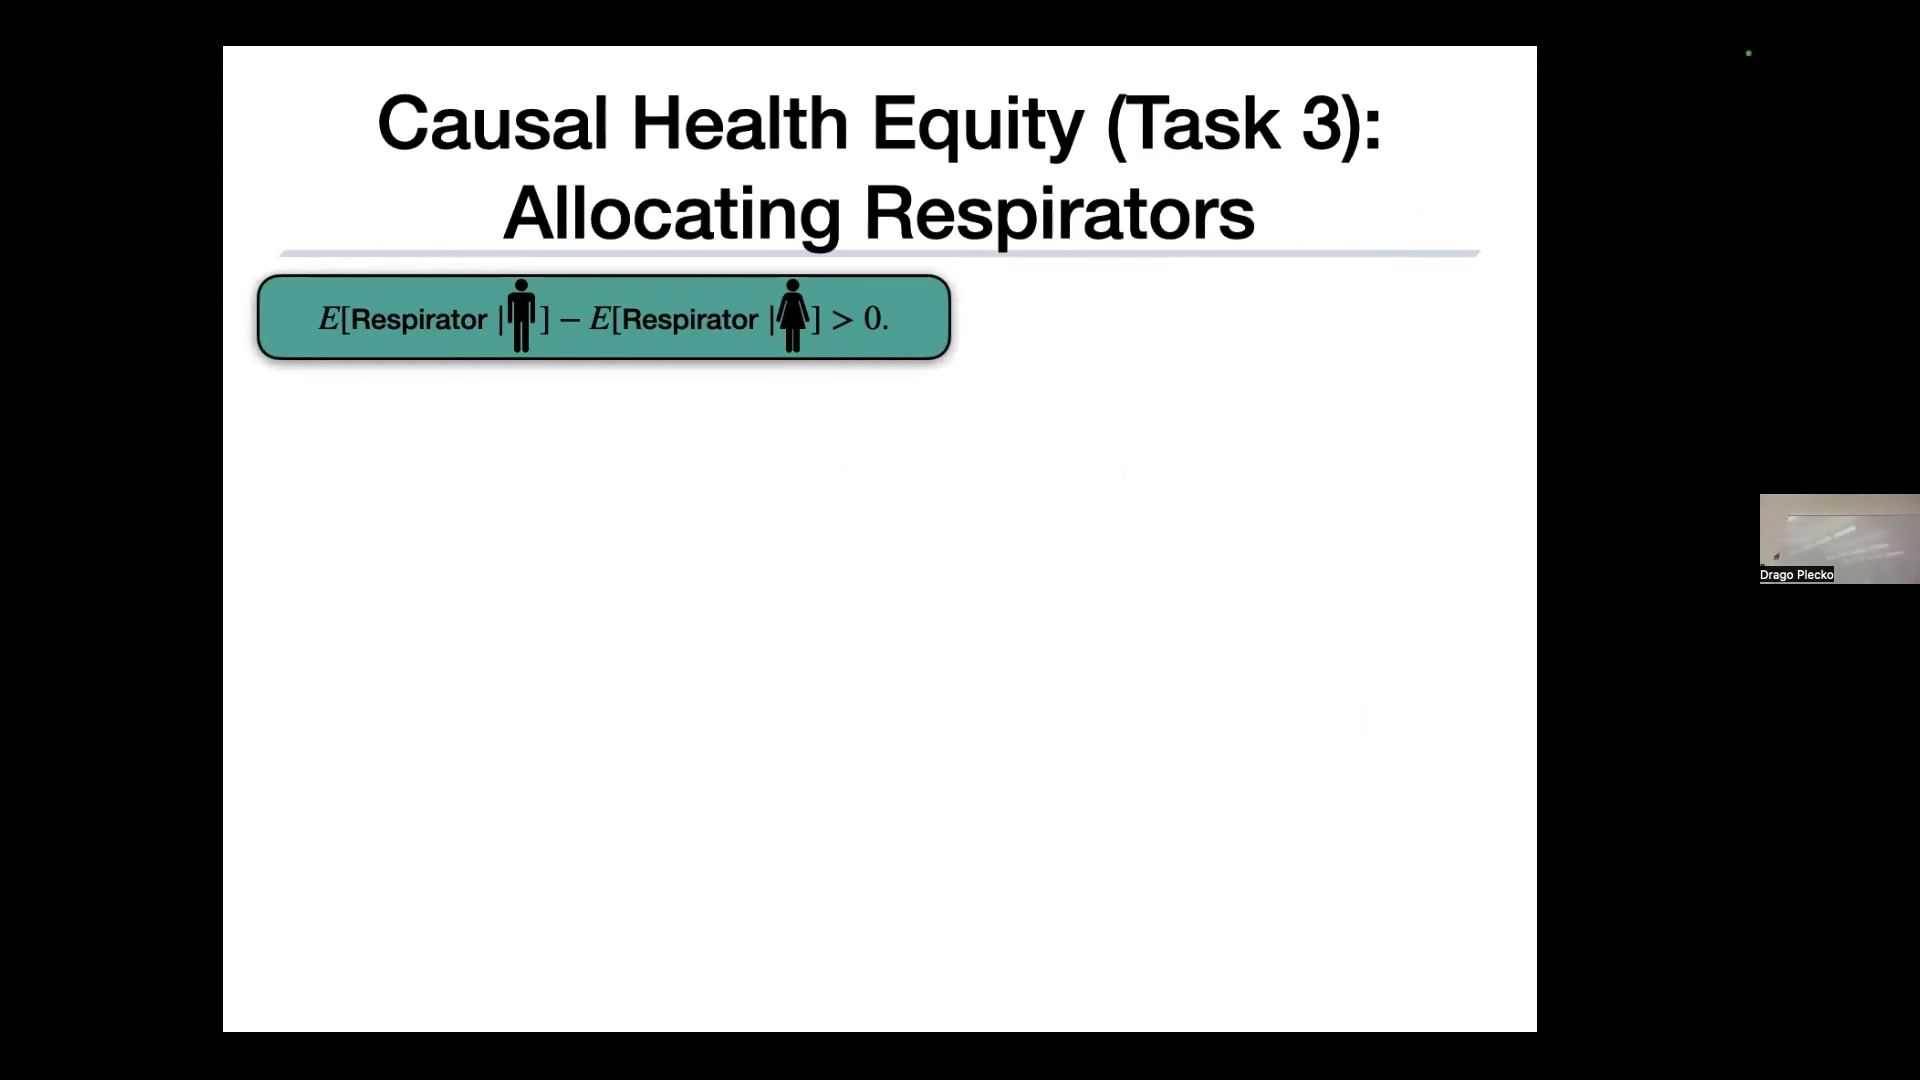 Causal Health Equity (Task 3):
Allocating Respirators
E[Respirator | ] − E[Respirator | ] > 0.
Drago Plecko